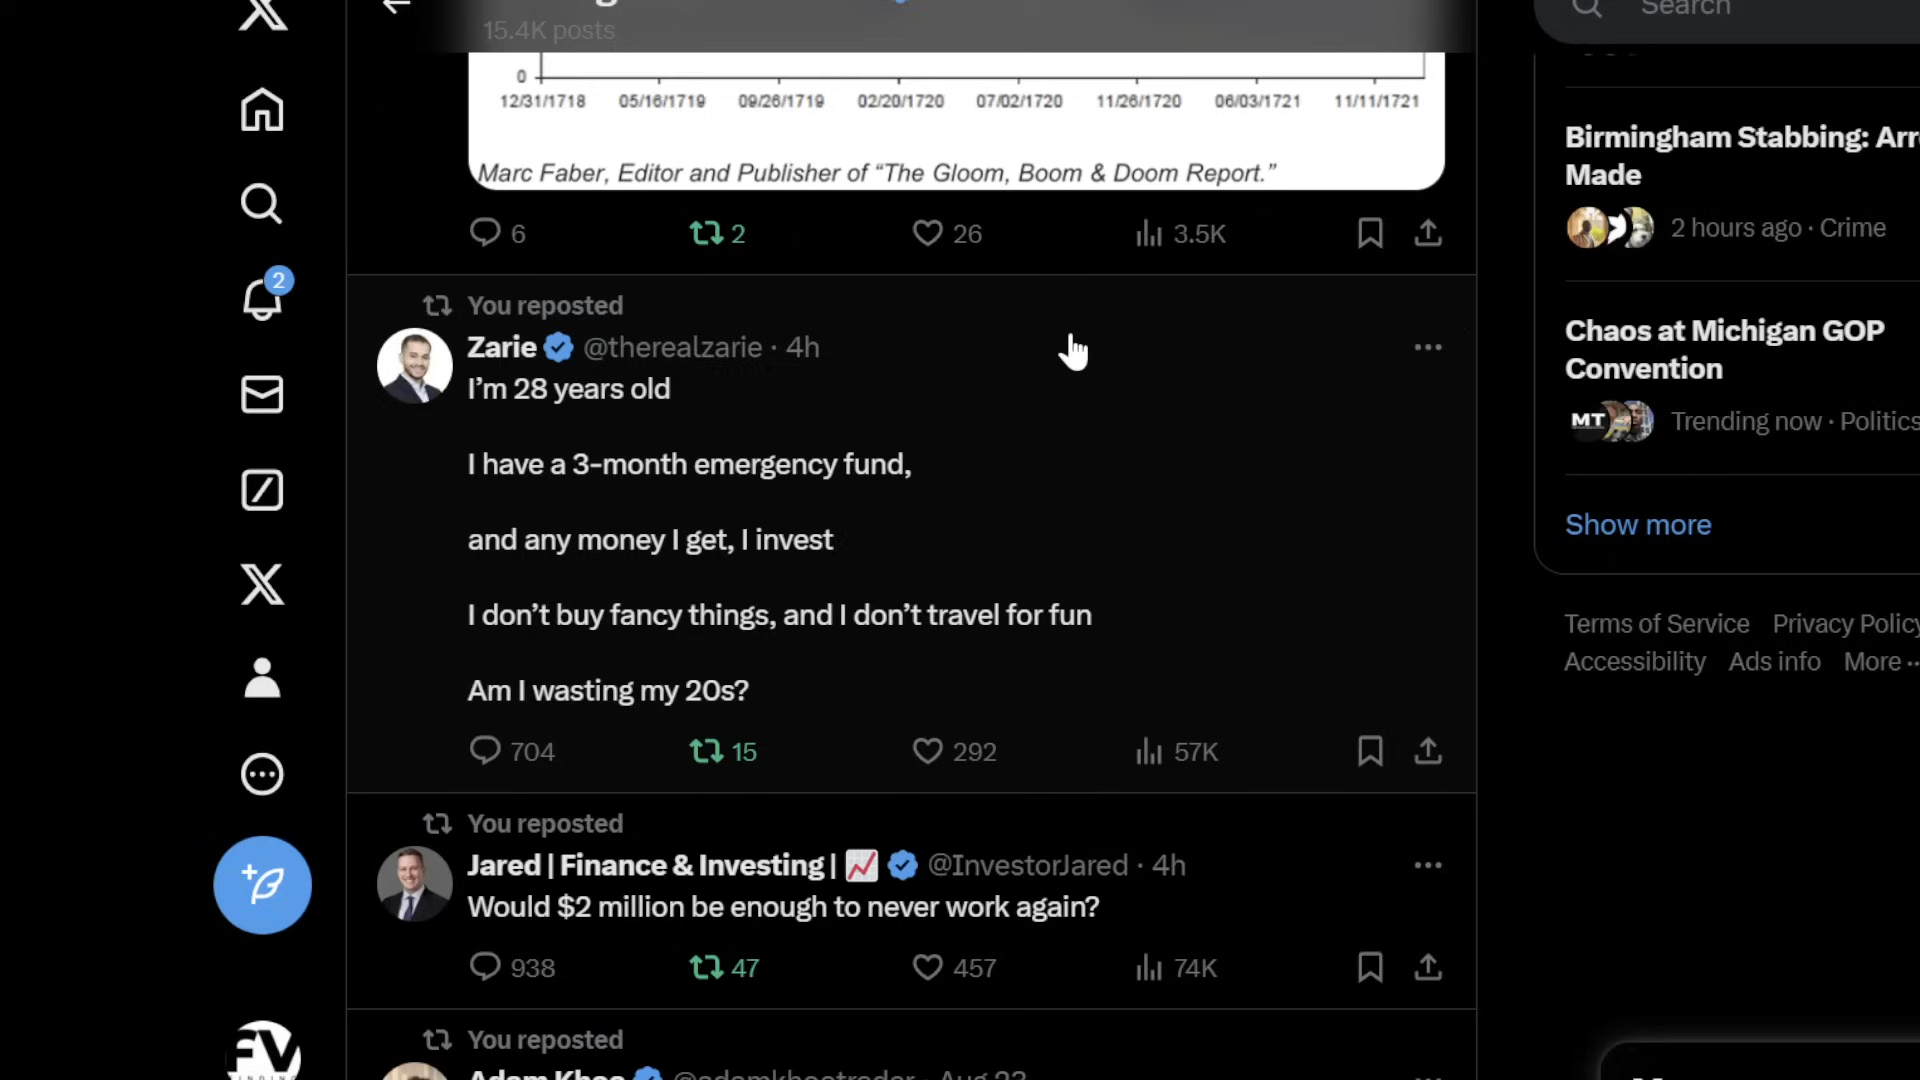 15.4K posts
Search
0
12/31/1718 05/16/1719 09/26/1719 02/20/1720 07/02/1720 11/26/1720 06/03/1721 11/11/1721
Marc Faber, Editor and Publisher of “The Gloom, Boom & Doom Report.”
6 2 26 3.5K
You reposted
Zarie @therealzarie · 4h
I’m 28 years old
I have a 3-month emergency fund,
and any money I get, I invest
I don’t buy fancy things, and I don’t travel for fun
Am I wasting my 20s?
704 15 292 57K
You reposted
Jared | Finance & Investing | 📈 @InvestorJared · 4h
Would $2 million be enough to never work again?
938 47 457 74K
You reposted
2
FV
Birmingham Stabbing: Arr
Made
2 hours ago · Crime
Chaos at Michigan GOP
Convention
MT
Trending now · Politics
Show more
Terms of Service Privacy Policy
Accessibility Ads info More ··